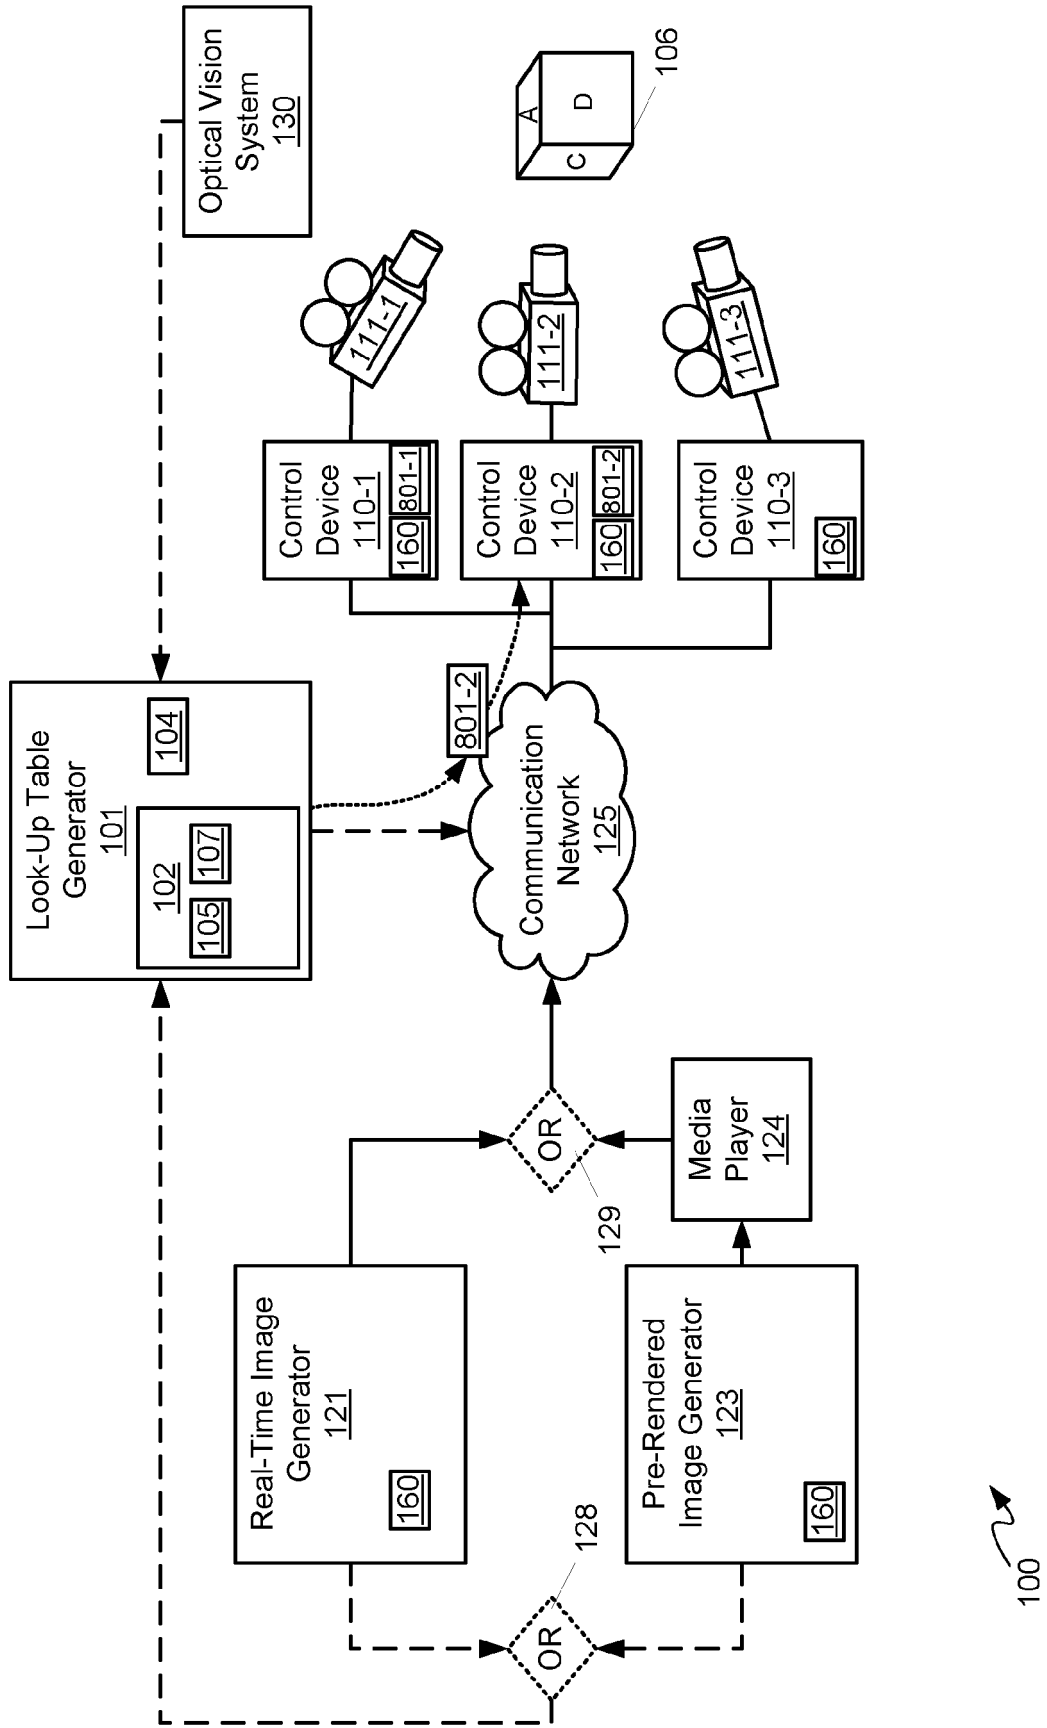 Optical Vision
System
130
Look-Up Table
Generator
101
102
105
107
104
Control
Device
110-1
160
801-1
111-1
Control
Device
110-2
160
801-2
111-2
Control
Device
110-3
160
111-3
A
C
D
106
801-2
Communication
Network
125
OR
129
Media
Player
124
Real-Time Image
Generator
121
160
Pre-Rendered
Image Generator
123
160
OR
128
100